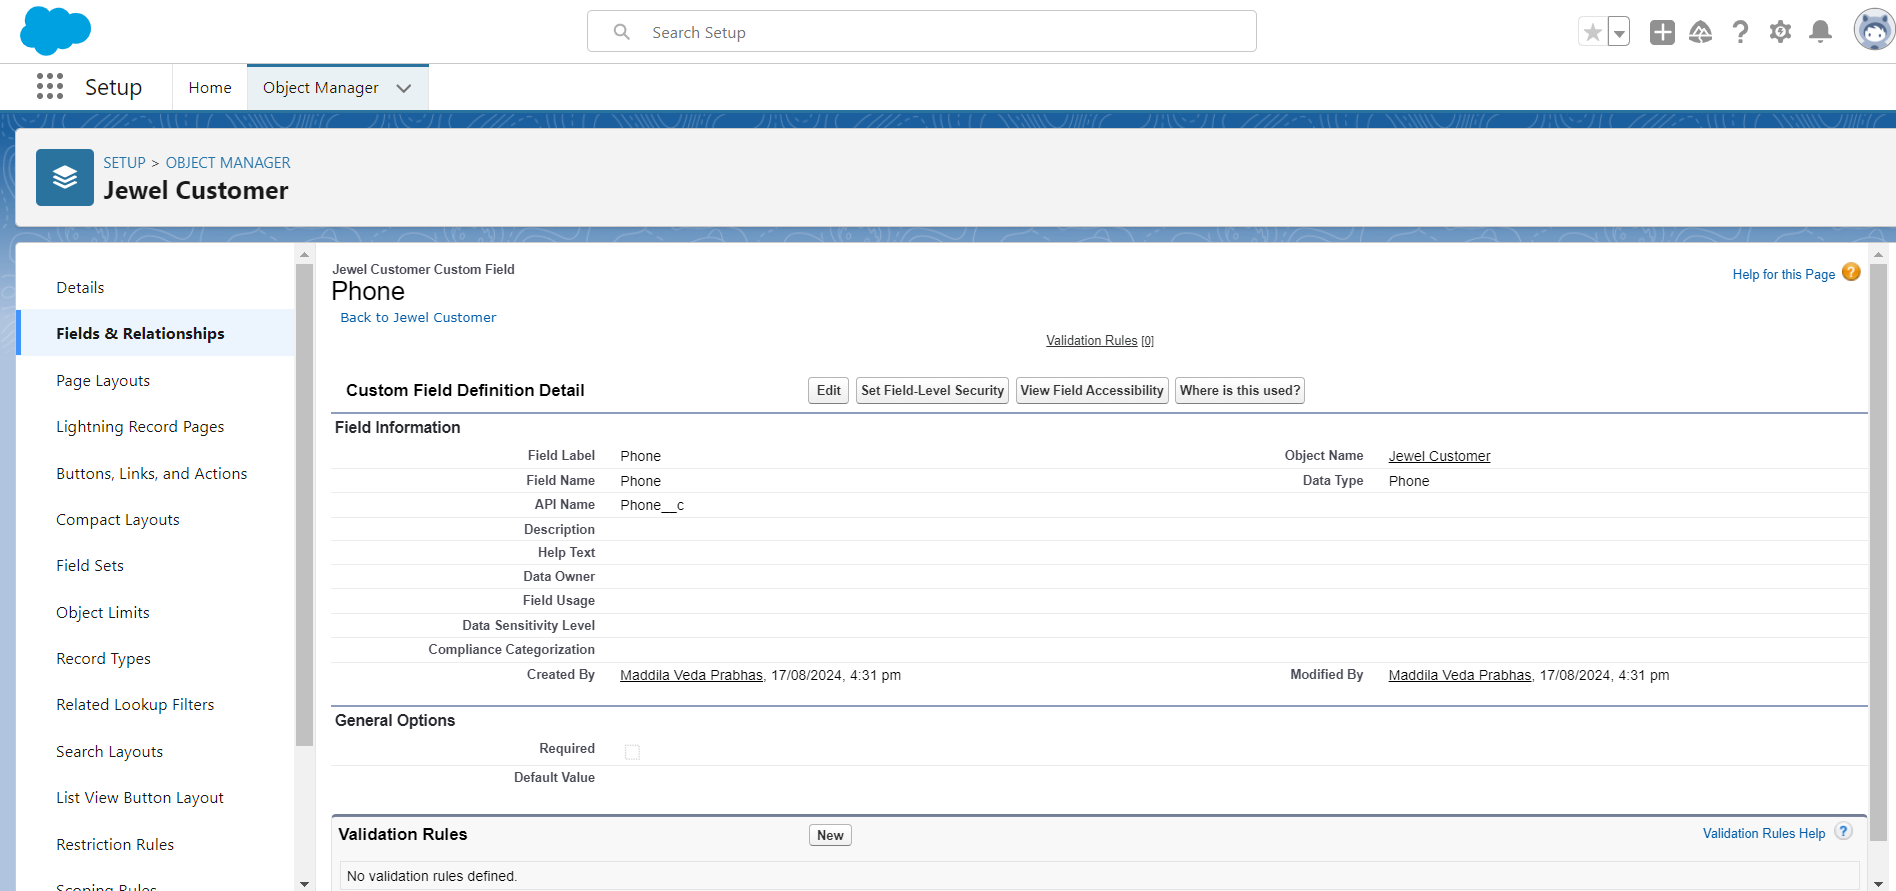 Search Setup
Setup
Home
Object Manager
SETUP > OBJECT MANAGER
Jewel Customer
Details
Fields & Relationships
Page Layouts
Lightning Record Pages
Buttons, Links, and Actions
Compact Layouts
Field Sets
Object Limits
Record Types
Related Lookup Filters
Search Layouts
List View Button Layout
Restriction Rules
Scoping Rules
Jewel Customer Custom Field
Phone
Back to Jewel Customer
Help for this Page ?
Validation Rules [0]
Custom Field Definition Detail Edit Set Field-Level Security View Field Accessibility Where is this used?
Field Information
Field Label Phone Object Name Jewel Customer
Field Name Phone Data Type Phone
API Name Phone__c
Description
Help Text
Data Owner
Field Usage
Data Sensitivity Level
Compliance Categorization
Created By Maddila Veda Prabhas, 17/08/2024, 4:31 pm Modified By Maddila Veda Prabhas, 17/08/2024, 4:31 pm
General Options
Required
Default Value
Validation Rules New Validation Rules Help ?
No validation rules defined.